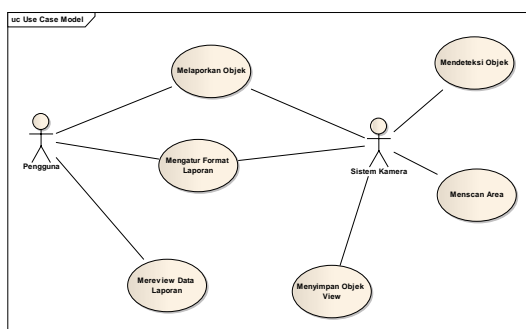 uc Use Case Model
Melaporkan Objek
Mendeteksi Objek
Pengguna
Mengatur Format
Laporan
Sistem Kamera
Menscan Area
Mereview Data
Laporan
Menyimpan Objek
View